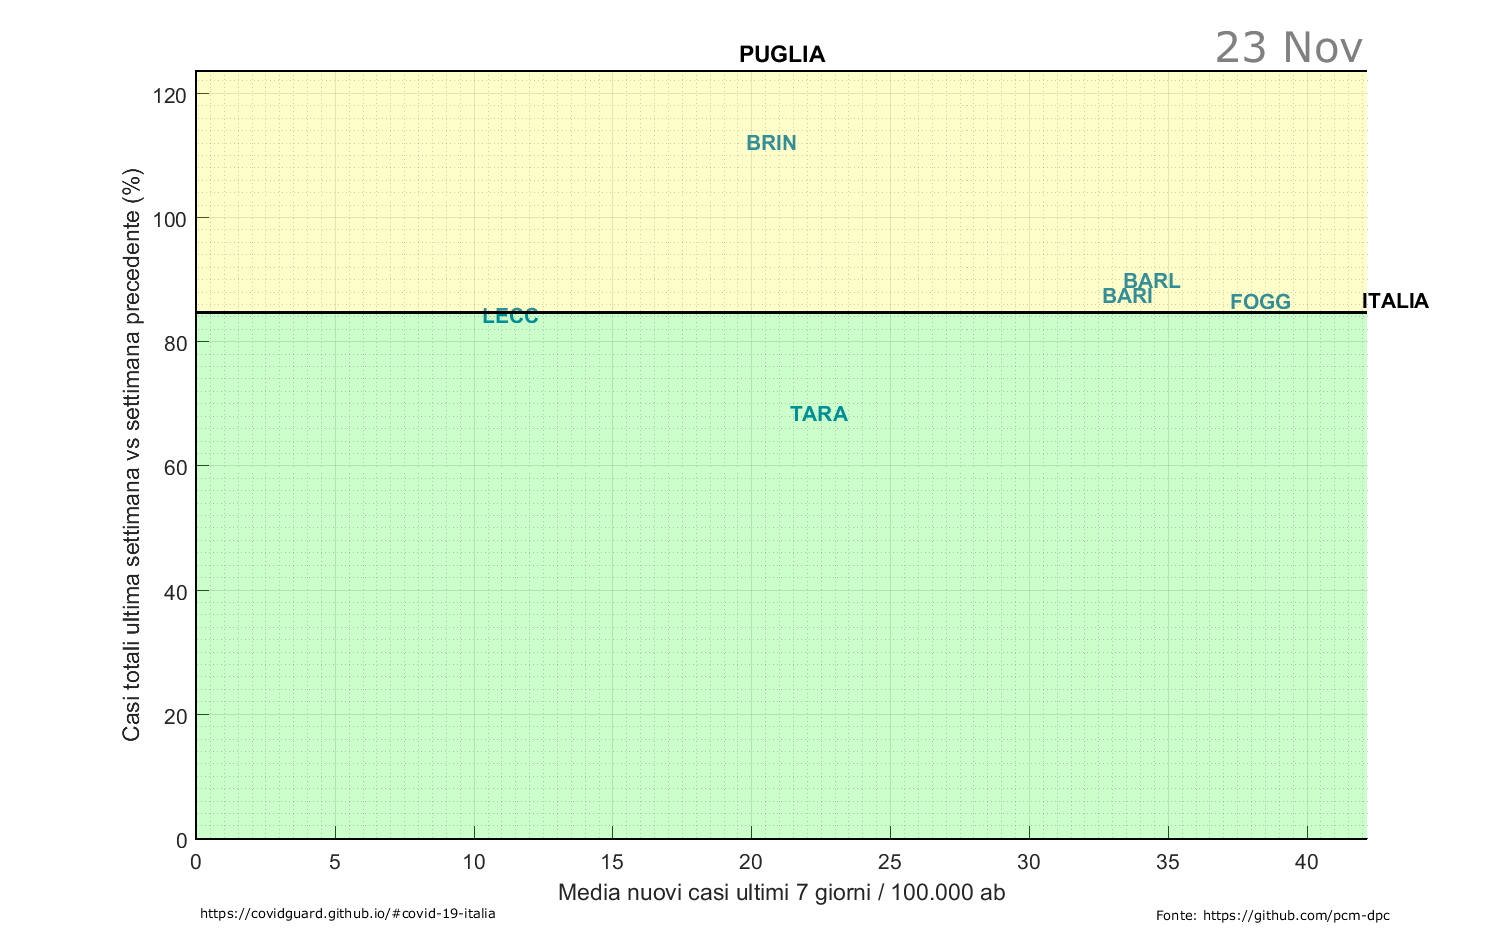 PUGLIA
23 Nov
Casi totali ultima settimana vs settimana precedente (%)
120
100
80
60
40
20
0
BRIN
BARL
BARI
FOGG
ITALIA
LECC
TARA
0 5 10 15 20 25 30 35 40
Media nuovi casi ultimi 7 giorni / 100.000 ab
https://covidguard.github.io/#covid-19-italia
Fonte: https://github.com/pcm-dpc